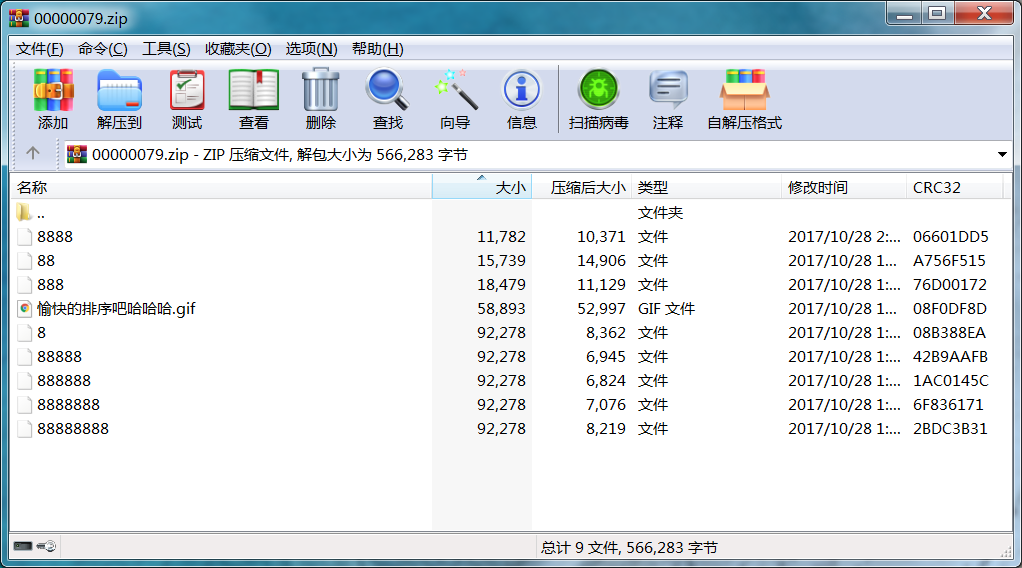 00000079.zip
文件(F) 命令(C) 工具(S) 收藏夹(O) 选项(N) 帮助(H)
添加 解压到 测试 查看 删除 查找 向导 信息 扫描病毒 注释 自解压格式
00000079.zip - ZIP 压缩文件, 解包大小为 566,283 字节
名称 大小 压缩后大小 类型 修改时间 CRC32
.. 文件夹
8888 11,782 10,371 文件 2017/10/28 2:... 06601DD5
88 15,739 14,906 文件 2017/10/28 1... A756F515
888 18,479 11,129 文件 2017/10/28 1:... 76D00172
愉快的排序吧哈哈哈.gif 58,893 52,997 GIF 文件 2017/10/28 1... 08F0DF8D
8 92,278 8,362 文件 2017/10/28 1:... 08B388EA
88888 92,278 6,945 文件 2017/10/28 1:... 42B9AAFB
888888 92,278 6,824 文件 2017/10/28 1:... 1AC0145C
8888888 92,278 7,076 文件 2017/10/28 1:... 6F836171
88888888 92,278 8,219 文件 2017/10/28 1:... 2BDC3B31
总计 9 文件, 566,283 字节